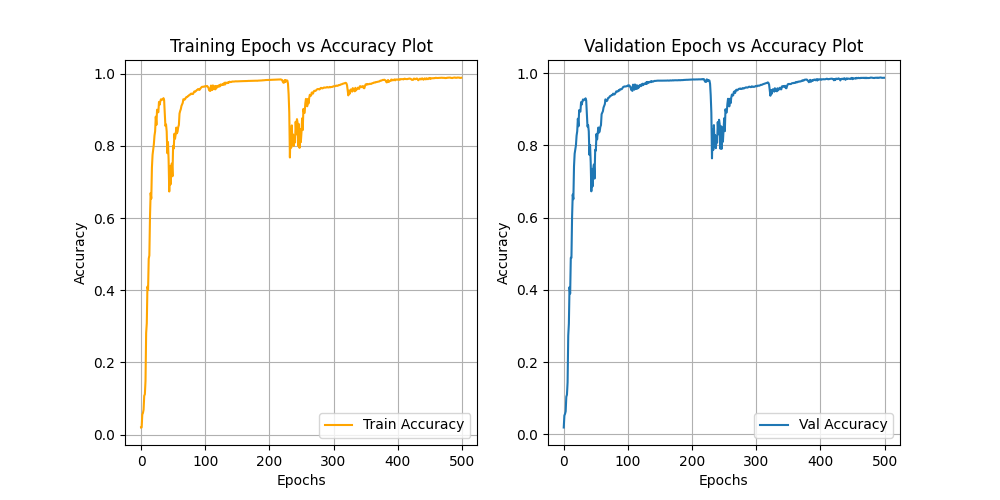 Training Epoch vs Accuracy Plot
Accuracy
1.0
0.8
0.6
0.4
0.2
0.0
0 100 200 300 400 500
Epochs
Train Accuracy
Validation Epoch vs Accuracy Plot
Accuracy
1.0
0.8
0.6
0.4
0.2
0.0
0 100 200 300 400 500
Epochs
Val Accuracy